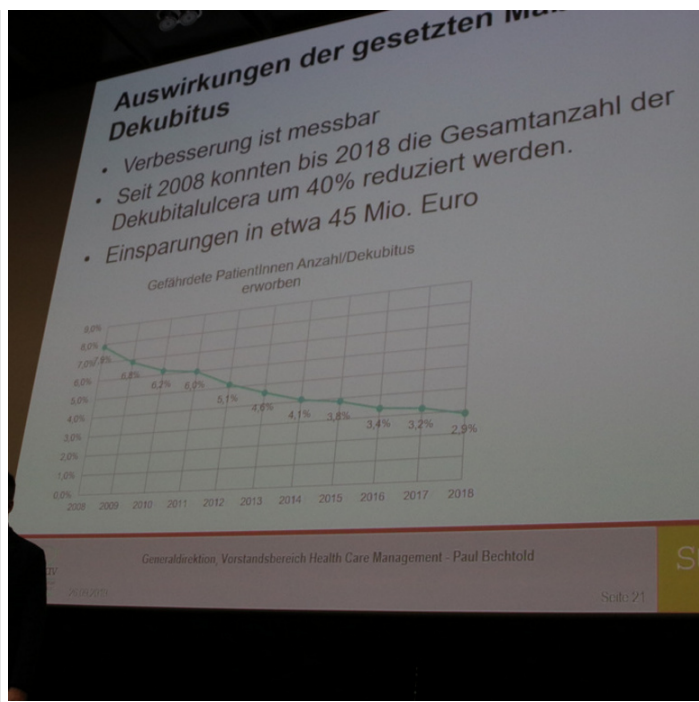 Auswirkungen der gesetzten
Dekubitus
• Verbesserung ist messbar
• Seit 2008 konnten bis 2018 die Gesamtanzahl der
Dekubitalulcera um 40% reduziert werden.
• Einsparungen in etwa 45 Mio. Euro
Gefährdete PatientInnen Anzahl/Dekubitus
erworben
9,0%
8,0%
7,0% 7,8%
6,0% 6,8% 6,2% 6,0%
5,0% 5,1% 4,6% 4,1% 3,8%
4,0% 3,4% 3,2% 2,9%
3,0%
2,0%
1,0%
0,0%
2008 2009 2010 2011 2012 2013 2014 2015 2016 2017 2018
Generaldirektion, Vorstandsbereich Health Care Management - Paul Bechtold
Seite 21